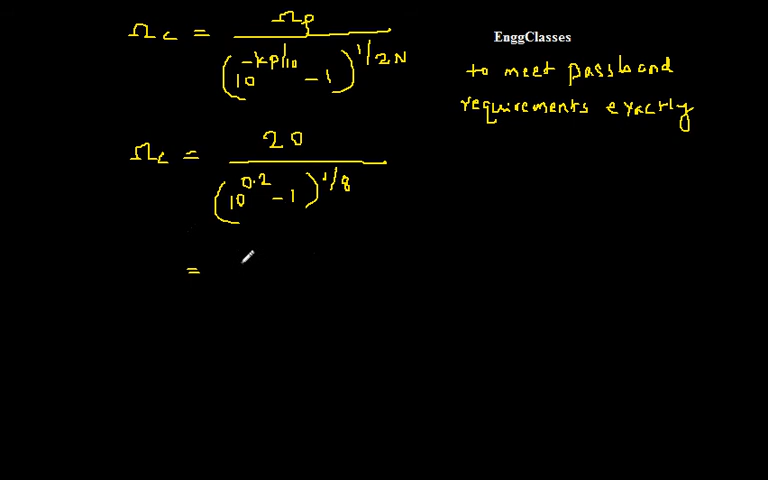 Ωc = Ωp / (10^(-kp/10) - 1)^(1/2N)
EnggClasses
to meet passband
requirements exactly
Ωc = 20 / (10^0.2 - 1)^(1/8)
=